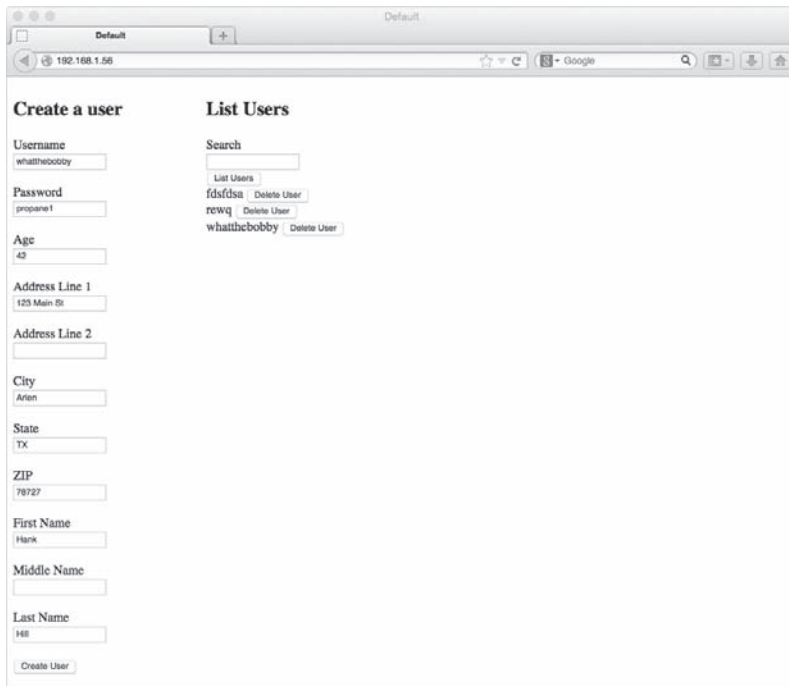 Default
Default
192.168.1.56
Google
Create a user
Username
whatthebobby
Password
propane1
Age
42
Address Line 1
123 Main St
Address Line 2
City
Arlen
State
TX
ZIP
78727
First Name
Hank
Middle Name
Last Name
Hill
Create User
List Users
Search
List Users
fdsfdsa Delete User
rewq Delete User
whatthebobby Delete User